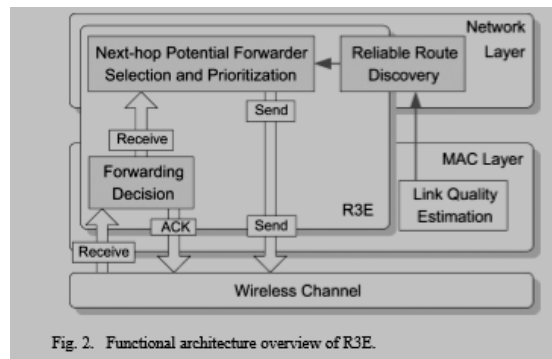 Network
Layer
Next-hop Potential Forwarder
Selection and Prioritization
Reliable Route
Discovery
Send
Receive
MAC Layer
Forwarding
Decision
Link Quality
Estimation
R3E
ACK
Send
Receive
Wireless Channel
Fig. 2. Functional architecture overview of R3E.